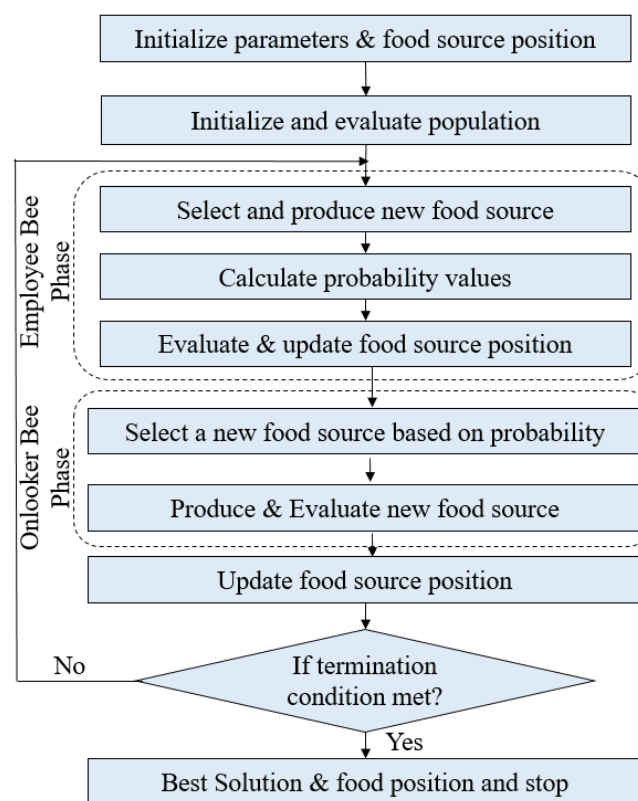 Initialize parameters & food source position
Initialize and evaluate population
Employee Bee
Phase
Select and produce new food source
Calculate probability values
Evaluate & update food source position
Onlooker Bee
Phase
Select a new food source based on probability
Produce & Evaluate new food source
Update food source position
If termination
condition met?
No
Yes
Best Solution & food position and stop